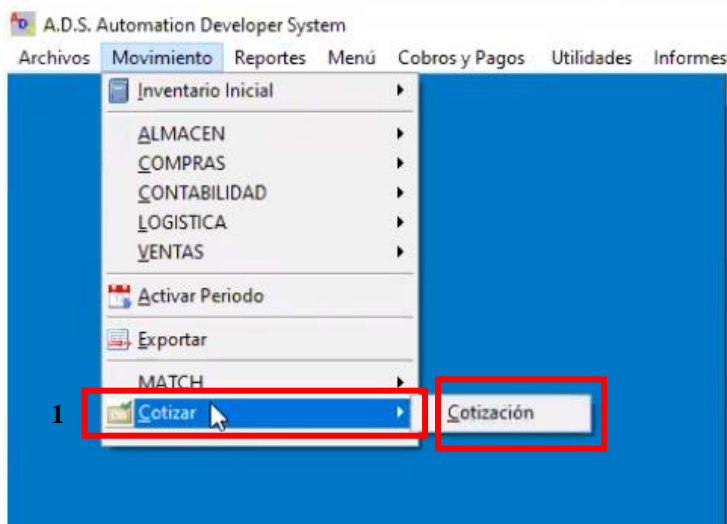 A.D.S. Automation Developer System
Archivos Movimiento Reportes Menú Cobros y Pagos Utilidades Informes
Inventario Inicial
ALMACEN
COMPRAS
CONTABILIDAD
LOGISTICA
VENTAS
Activar Periodo
Exportar
MATCH
1 Cotizar Cotización